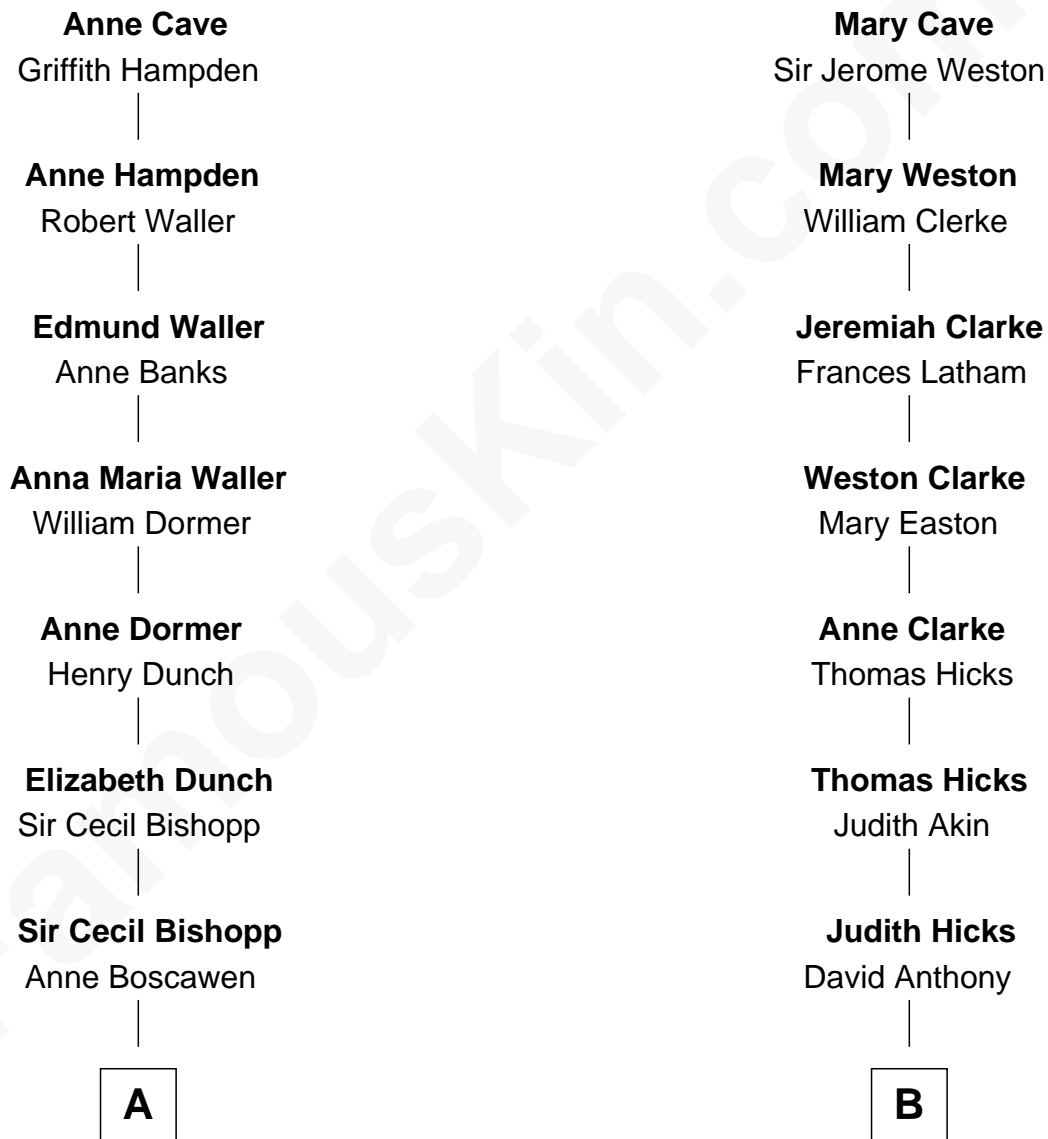 Anne Cave
Griffith Hampden
Anne Hampden
Robert Waller
Edmund Waller
Anne Banks
Anna Maria Waller
William Dormer
Anne Dormer
Henry Dunch
Elizabeth Dunch
Sir Cecil Bishopp
Sir Cecil Bishopp
Anne Boscawen
A
Mary Cave
Sir Jerome Weston
Mary Weston
William Clerke
Jeremiah Clarke
Frances Latham
Weston Clarke
Mary Easton
Anne Clarke
Thomas Hicks
Thomas Hicks
Judith Akin
Judith Hicks
David Anthony
B
FamousKin.com